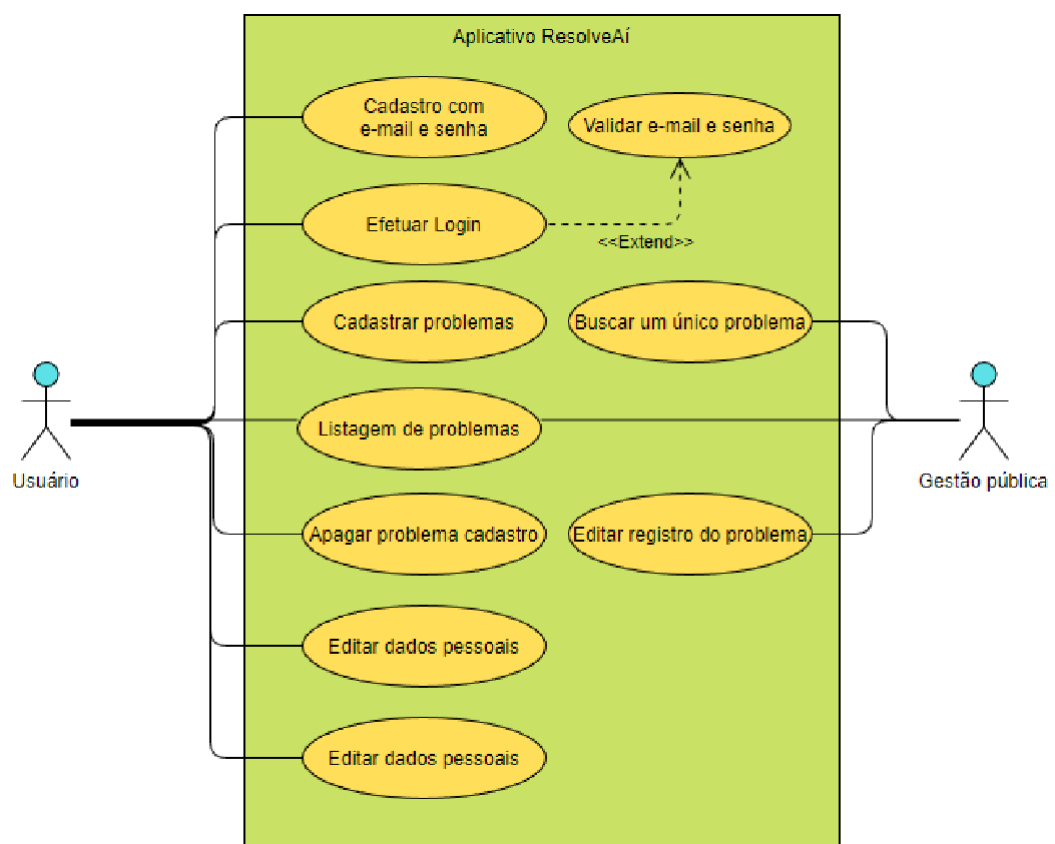 Aplicativo ResolveAí
Cadastro com
e-mail e senha
Validar e-mail e senha
Efetuar Login
<<Extend>>
Cadastrar problemas
Buscar um único problema
Listagem de problemas
Usuário
Gestão pública
Apagar problema cadastro
Editar registro do problema
Editar dados pessoais
Editar dados pessoais